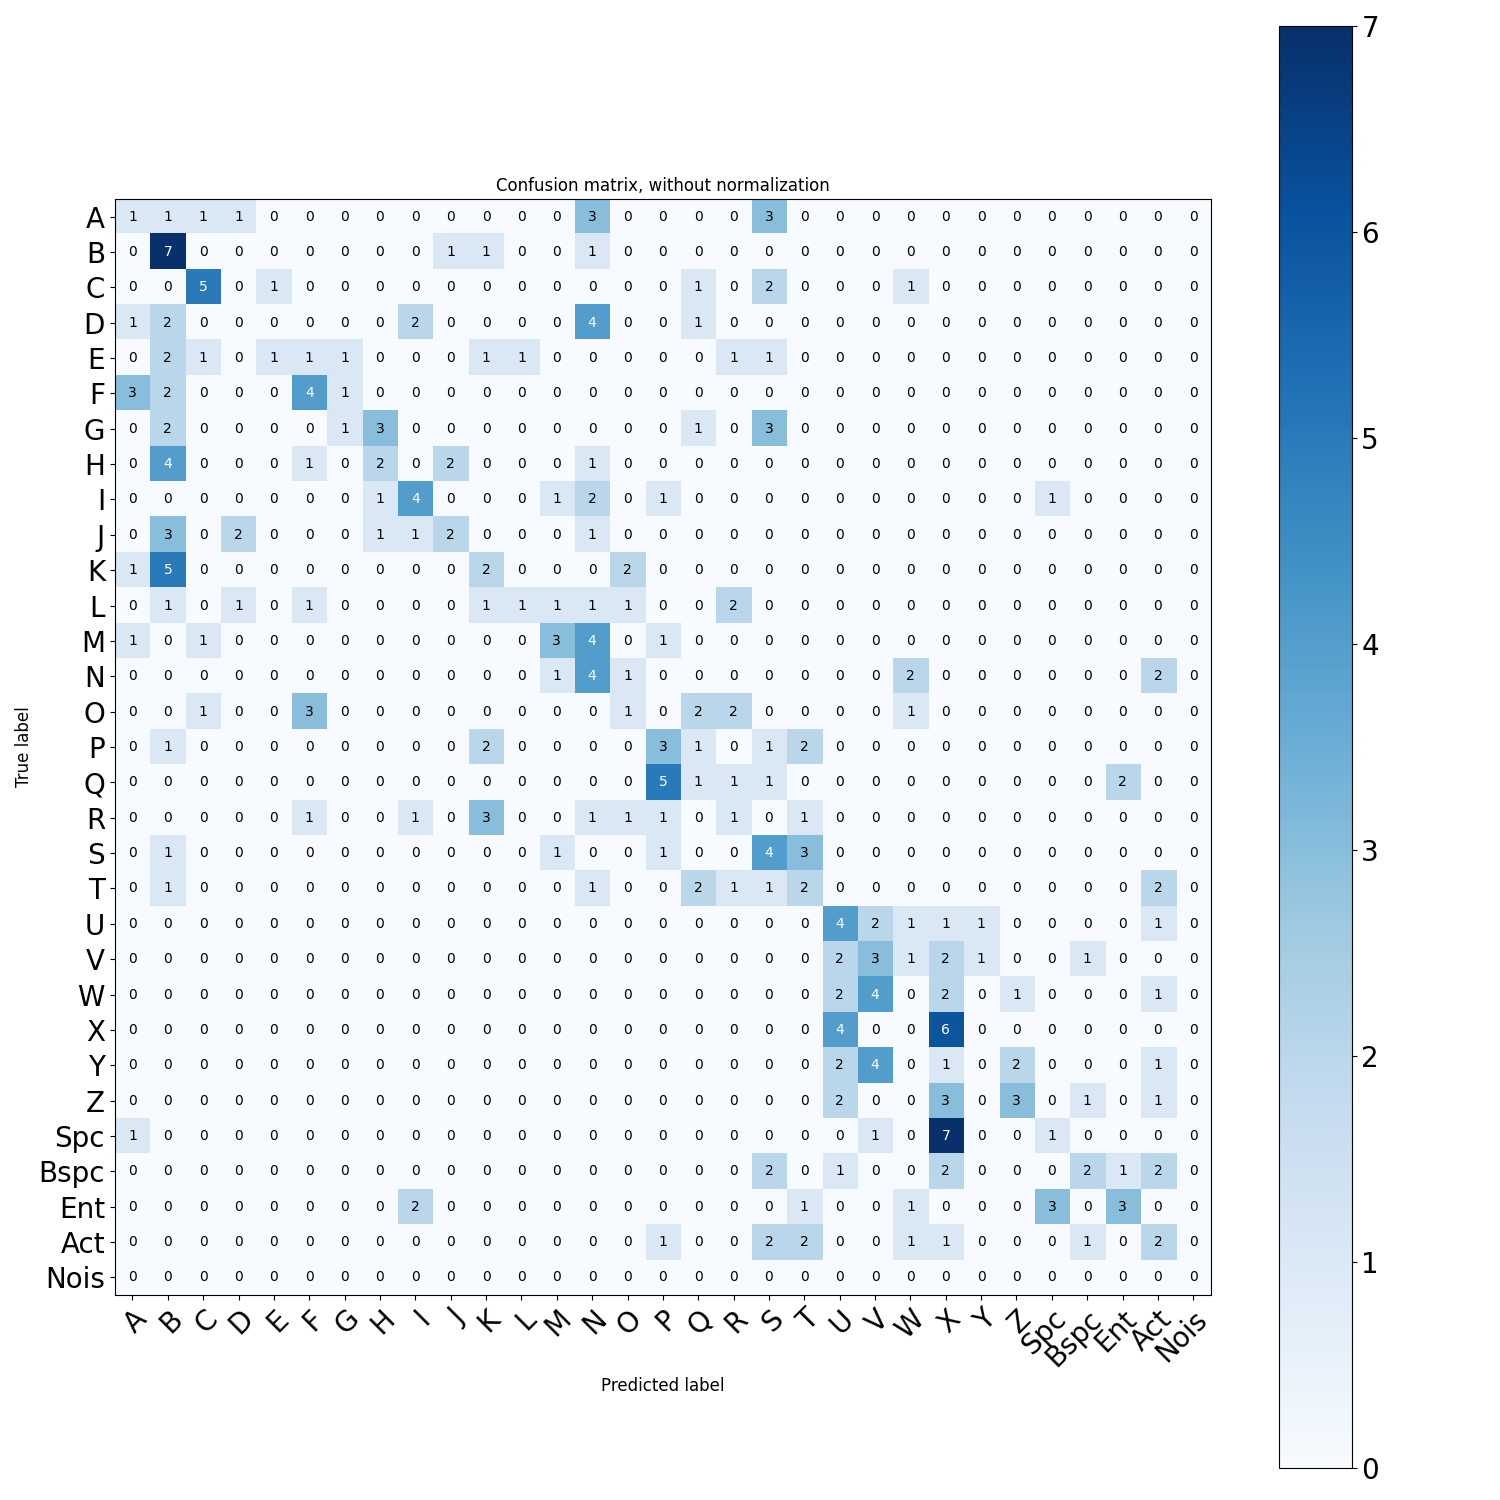 Confusion matrix, without normalization
A 1 1 1 1 0 0 0 0 0 0 0 0 0 3 0 0 0 0 3 0 0 0 0 0 0 0 0 0 0 0 0
B 0 7 0 0 0 0 0 0 0 1 1 0 0 1 0 0 0 0 0 0 0 0 0 0 0 0 0 0 0 0 0
C 0 0 5 0 1 0 0 0 0 0 0 0 0 0 0 0 1 0 2 0 0 0 1 0 0 0 0 0 0 0 0
D 1 2 0 0 0 0 0 0 2 0 0 0 0 4 0 0 1 0 0 0 0 0 0 0 0 0 0 0 0 0 0
E 0 2 1 0 1 1 1 0 0 0 1 1 0 0 0 0 0 1 1 0 0 0 0 0 0 0 0 0 0 0 0
F 3 2 0 0 0 4 1 0 0 0 0 0 0 0 0 0 0 0 0 0 0 0 0 0 0 0 0 0 0 0 0
G 0 2 0 0 0 0 1 3 0 0 0 0 0 0 0 0 1 0 3 0 0 0 0 0 0 0 0 0 0 0 0
H 0 4 0 0 0 1 0 2 0 2 0 0 0 1 0 0 0 0 0 0 0 0 0 0 0 0 0 0 0 0 0
I 0 0 0 0 0 0 0 1 4 0 0 0 1 2 0 1 0 0 0 0 0 0 0 0 0 0 1 0 0 0 0
J 0 3 0 2 0 0 0 1 1 2 0 0 0 1 0 0 0 0 0 0 0 0 0 0 0 0 0 0 0 0 0
K 1 5 0 0 0 0 0 0 0 0 2 0 0 0 2 0 0 0 0 0 0 0 0 0 0 0 0 0 0 0 0
L 0 1 0 1 0 1 0 0 0 0 1 1 1 1 1 0 0 2 0 0 0 0 0 0 0 0 0 0 0 0 0
M 1 0 1 0 0 0 0 0 0 0 0 0 3 4 0 1 0 0 0 0 0 0 0 0 0 0 0 0 0 0 0
N 0 0 0 0 0 0 0 0 0 0 0 0 1 4 1 0 0 0 0 0 0 0 2 0 0 0 0 0 0 2 0
O 0 0 1 0 0 3 0 0 0 0 0 0 0 0 1 0 2 2 0 0 0 0 1 0 0 0 0 0 0 0 0
P 0 1 0 0 0 0 0 0 0 0 2 0 0 0 0 3 1 0 1 2 0 0 0 0 0 0 0 0 0 0 0
Q 0 0 0 0 0 0 0 0 0 0 0 0 0 0 0 5 1 1 1 0 0 0 0 0 0 0 0 0 2 0 0
R 0 0 0 0 0 1 0 0 1 0 3 0 0 1 1 1 0 1 0 1 0 0 0 0 0 0 0 0 0 0 0
S 0 1 0 0 0 0 0 0 0 0 0 0 1 0 0 1 0 0 4 3 0 0 0 0 0 0 0 0 0 0 0
T 0 1 0 0 0 0 0 0 0 0 0 0 0 1 0 0 2 1 1 2 0 0 0 0 0 0 0 0 0 2 0
U 0 0 0 0 0 0 0 0 0 0 0 0 0 0 0 0 0 0 0 0 4 2 1 1 1 0 0 0 0 1 0
V 0 0 0 0 0 0 0 0 0 0 0 0 0 0 0 0 0 0 0 0 2 3 1 2 1 0 0 1 0 0 0
W 0 0 0 0 0 0 0 0 0 0 0 0 0 0 0 0 0 0 0 0 2 4 0 2 0 1 0 0 0 1 0
X 0 0 0 0 0 0 0 0 0 0 0 0 0 0 0 0 0 0 0 0 4 0 0 6 0 0 0 0 0 0 0
Y 0 0 0 0 0 0 0 0 0 0 0 0 0 0 0 0 0 0 0 0 2 4 0 1 0 2 0 0 0 1 0
Z 0 0 0 0 0 0 0 0 0 0 0 0 0 0 0 0 0 0 0 0 2 0 0 3 0 3 0 1 0 1 0
Spc 1 0 0 0 0 0 0 0 0 0 0 0 0 0 0 0 0 0 0 0 0 1 0 7 0 0 1 0 0 0 0
Bspc 0 0 0 0 0 0 0 0 0 0 0 0 0 0 0 0 0 0 2 0 1 0 0 2 0 0 0 2 1 2 0
Ent 0 0 0 0 0 0 0 0 2 0 0 0 0 0 0 0 0 0 0 1 0 0 1 0 0 0 3 0 3 0 0
Act 0 0 0 0 0 0 0 0 0 0 0 0 0 0 0 1 0 0 2 2 0 0 1 1 0 0 0 1 0 2 0
Nois 0 0 0 0 0 0 0 0 0 0 0 0 0 0 0 0 0 0 0 0 0 0 0 0 0 0 0 0 0 0 0
A B C D E F G H I J K L M N O P Q R S T U V W X Y Z Spc Bspc Ent Act Nois
Predicted label
True label
7
6
5
4
3
2
1
0